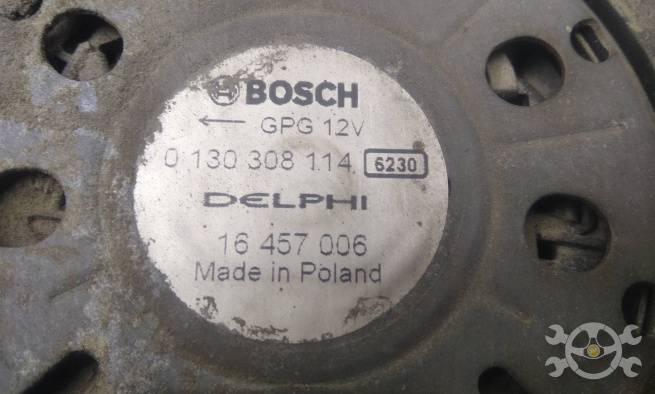 BOSCH
← GPG 12V
0 130 308 114 6230
DELPHI
16 457 006
Made in Poland